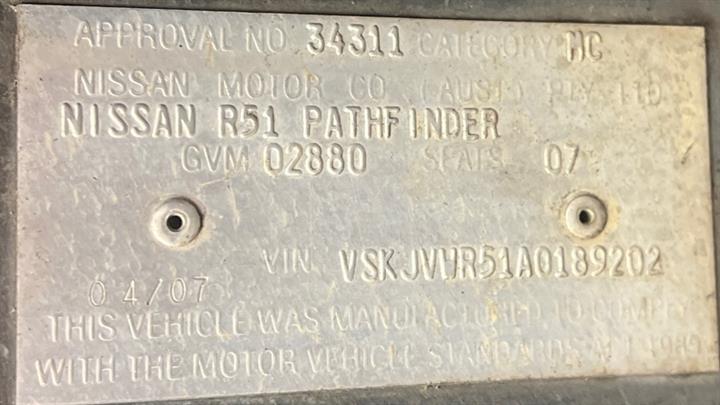 APPROVAL NO 34311 CATEGORY MC
NISSAN MOTOR CO (AUST) PTY LTD
NISSAN R51 PATHFINDER
GVM 02880 SEATS 07
VIN VSKJVWR51A0189202
04/07
THIS VEHICLE WAS MANUFACTURED TO COMPLY
WITH THE MOTOR VEHICLE STANDARDS ACT 1989